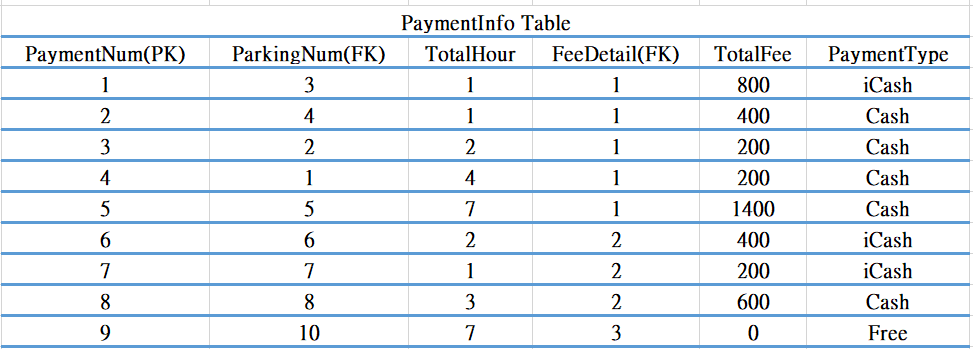 PaymentInfo Table
PaymentNum(PK) ParkingNum(FK) TotalHour FeeDetail(FK) TotalFee PaymentType
1 3 1 1 800 iCash
2 4 1 1 400 Cash
3 2 2 1 200 Cash
4 1 4 1 200 Cash
5 5 7 1 1400 Cash
6 6 2 2 400 iCash
7 7 1 2 200 iCash
8 8 3 2 600 Cash
9 10 7 3 0 Free